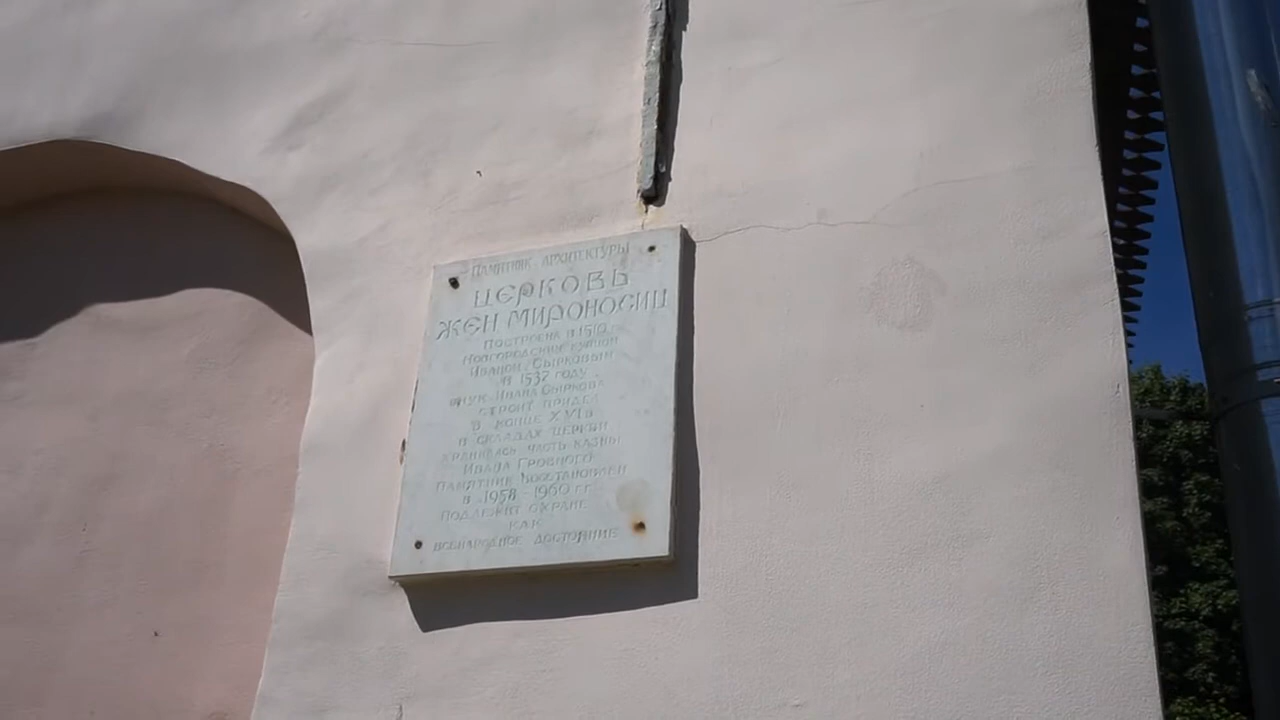 ПАМЯТНИК АРХИТЕКТУРЫ
ЦЕРКОВЬ
ЖЕН МИРОНОСИЦ
ПОСТРОЕНА В 1510 г.
НОВГОРОДСКИМ КУПЦОМ
ИВАНОМ СЫРКОВЫМ
В 1537 ГОДУ
ВНУК ИВАНА СЫРКОВА
СТРОИТ ПРИДЕЛ
В КОНЦЕ XVI в
В СКЛАДАХ ЦЕРКВИ
ХРАНИЛАСЬ ЧАСТЬ КАЗНЫ
ИВАНА ГРОЗНОГО
ПАМЯТНИК ВОССТАНОВЛЕН
в 1958-1960 гг.
ПОДЛЕЖИТ ОХРАНЕ
КАК
ВСЕНАРОДНОЕ ДОСТОЯНИЕ